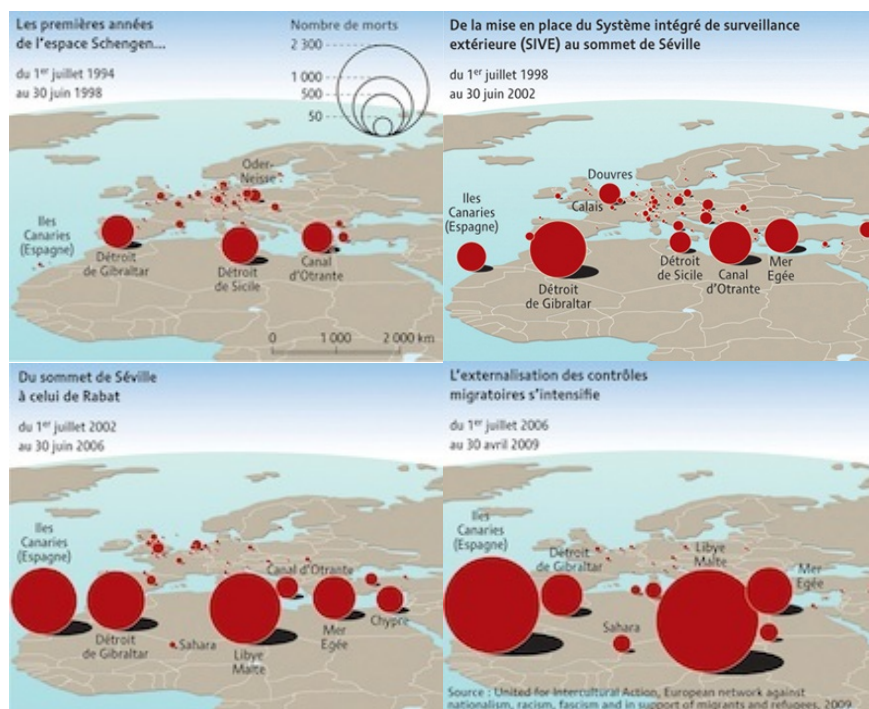 Les premières années
de l'espace Schengen...
du 1er juillet 1994
au 30 juin 1998
Nombre de morts
2 300
1 000
500
50
Oder-
Neisse
Iles
Canaries
(Espagne)
Détroit
de Gibraltar
Détroit
de Sicile
Canal
d'Otrante
0 1 000 2 000 km
De la mise en place du Système intégré de surveillance
extérieure (SIVE) au sommet de Séville
du 1er juillet 1998
au 30 juin 2002
Douvres
Calais
Iles
Canaries
(Espagne)
Détroit
de Gibraltar
Détroit
de Sicile
Canal
d'Otrante
Mer
Egée
Du sommet de Séville
à celui de Rabat
du 1er juillet 2002
au 30 juin 2006
Iles
Canaries
(Espagne)
Canal d'Otrante
Détroit
de Gibraltar
Sahara
Libye
Malte
Mer
Egée
Chypre
L'externalisation des contrôles
migratoires s'intensifie
du 1er juillet 2006
au 30 avril 2009
Iles
Canaries
(Espagne)
Détroit
de Gibraltar
Libye
Malte
Mer
Egée
Sahara
Source : United for Intercultural Action, European network against
nationalism, racism, fascism and in support of migrants and refugees, 2009